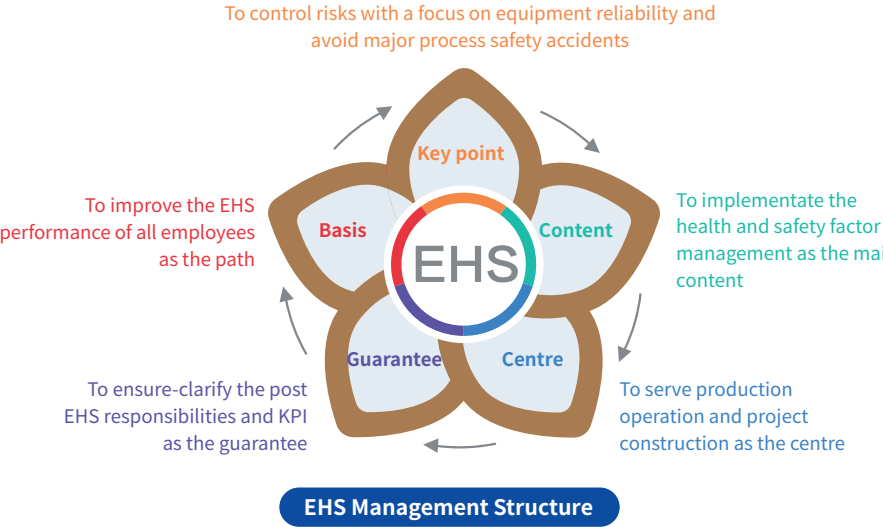 To control risks with a focus on equipment reliability and
avoid major process safety accidents
Key point
To improve the EHS
performance of all employees
as the path
Basis
EHS
Content
To implementate the
health and safety factor
management as the mai
content
Guarantee
Centre
To ensure-clarify the post
EHS responsibilities and KPI
as the guarantee
To serve production
operation and project
construction as the centre
EHS Management Structure